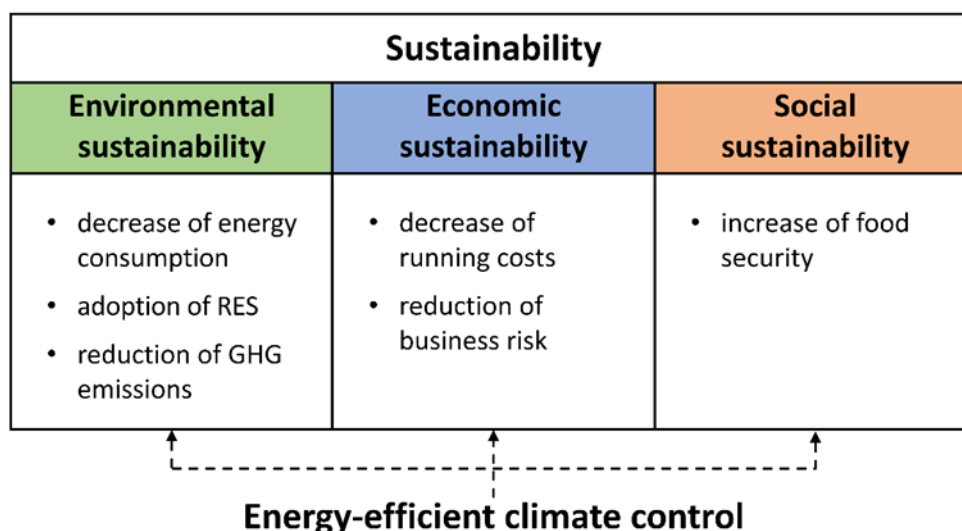 Sustainability
Environmental
sustainability
Economic
sustainability
Social
sustainability
• decrease of energy
consumption
• adoption of RES
• reduction of GHG
emissions
• decrease of
running costs
• reduction of
business risk
• increase of food
security
Energy-efficient climate control